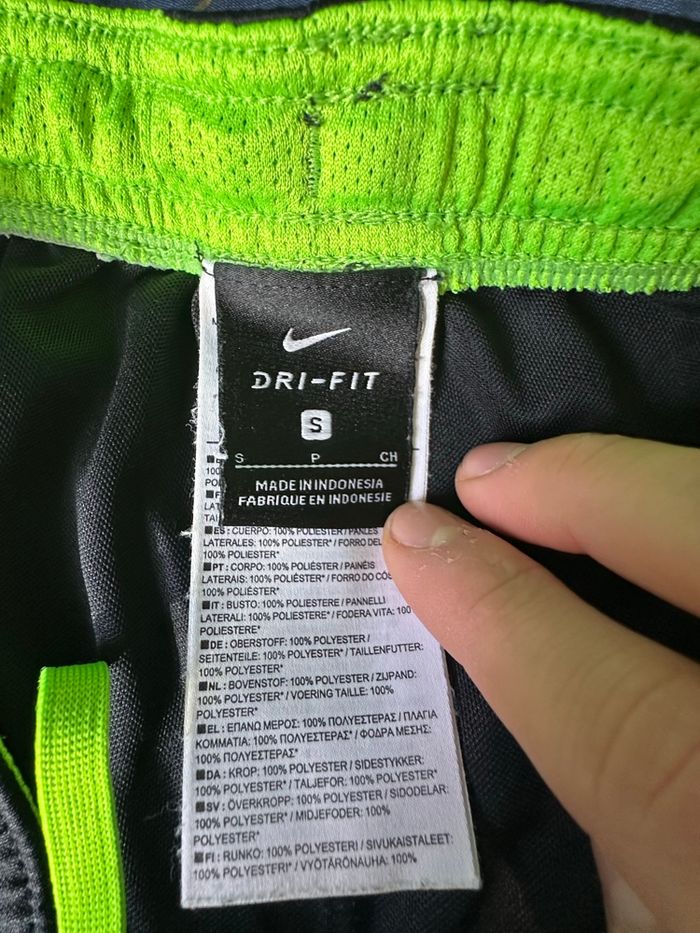 DRI-FIT
S
S P CH
MADE IN INDONESIA
FABRIQUE EN INDONESIE
ES: CUERPO: 100% POLIÉSTER / PANELES
LATERALES: 100% POLIÉSTER* / FORRO DEL
100% POLIESTER*
PT: CORPO: 100% POLIÉSTER / PAINÉIS
LATERAIS: 100% POLIÉSTER* / FORRO DO CÓS
100% POLIÉSTER*
IT: BUSTO: 100% POLIESTERE / PANNELLI
LATERALI: 100% POLIESTERE* / FODERA VITA: 100
POLIESTERE*
DE: OBERSTOFF: 100% POLYESTER /
SEITENTEILE: 100% POLYESTER* / TAILLENFUTTER:
100% POLYESTER*
NL: BOVENSTOF: 100% POLYESTER / ZIJPAND:
100% POLYESTER* / VOERING TAILLE: 100%
POLYESTER*
EL: ΕΠΑΝΩ ΜΕΡΟΣ: 100% ΠΟΛΥΕΣΤΕΡΑΣ / ΠΛΑΓΙΑ
ΚΟΜΜΑΤΙΑ: 100% ΠΟΛΥΕΣΤΕΡΑΣ* / ΦΟΔΡΑ ΜΕΣΗΣ:
100% ΠΟΛΥΕΣΤΕΡΑΣ*
DA: KROP: 100% POLYESTER / SIDESTYKKER:
100% POLYESTER* / TALJEFOR: 100% POLYESTER*
SV: ÖVERKROPP: 100% POLYESTER / SIDODELAR:
100% POLYESTER* / MIDJEFODER: 100%
POLYESTER*
FI: RUNKO: 100% POLYESTERI / SIVUKAISTALEET:
100% POLYESTERI* / VYÖTÄRÖNAUHA: 100%